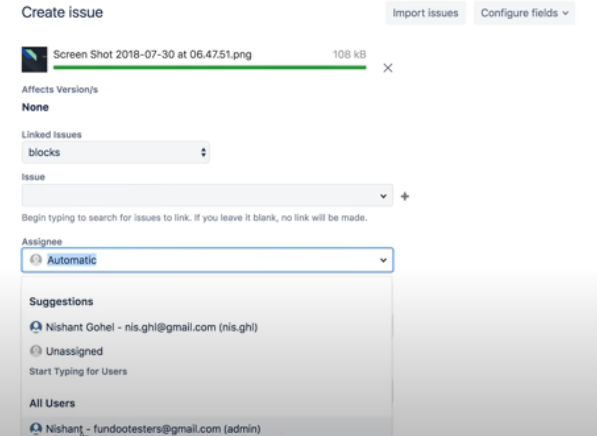 Create issue
Import issues
Configure fields
Screen Shot 2018-07-30 at 06.47.51.png
108 kB
Affects Version/s
None
Linked Issues
blocks
Issue
Begin typing to search for issues to link. If you leave it blank, no link will be made.
Assignee
Automatic
Suggestions
Nishant Gohel - nis.ghl@gmail.com (nis.ghl)
Unassigned
Start Typing for Users
All Users
Nishant - fundootesters@gmail.com (admin)